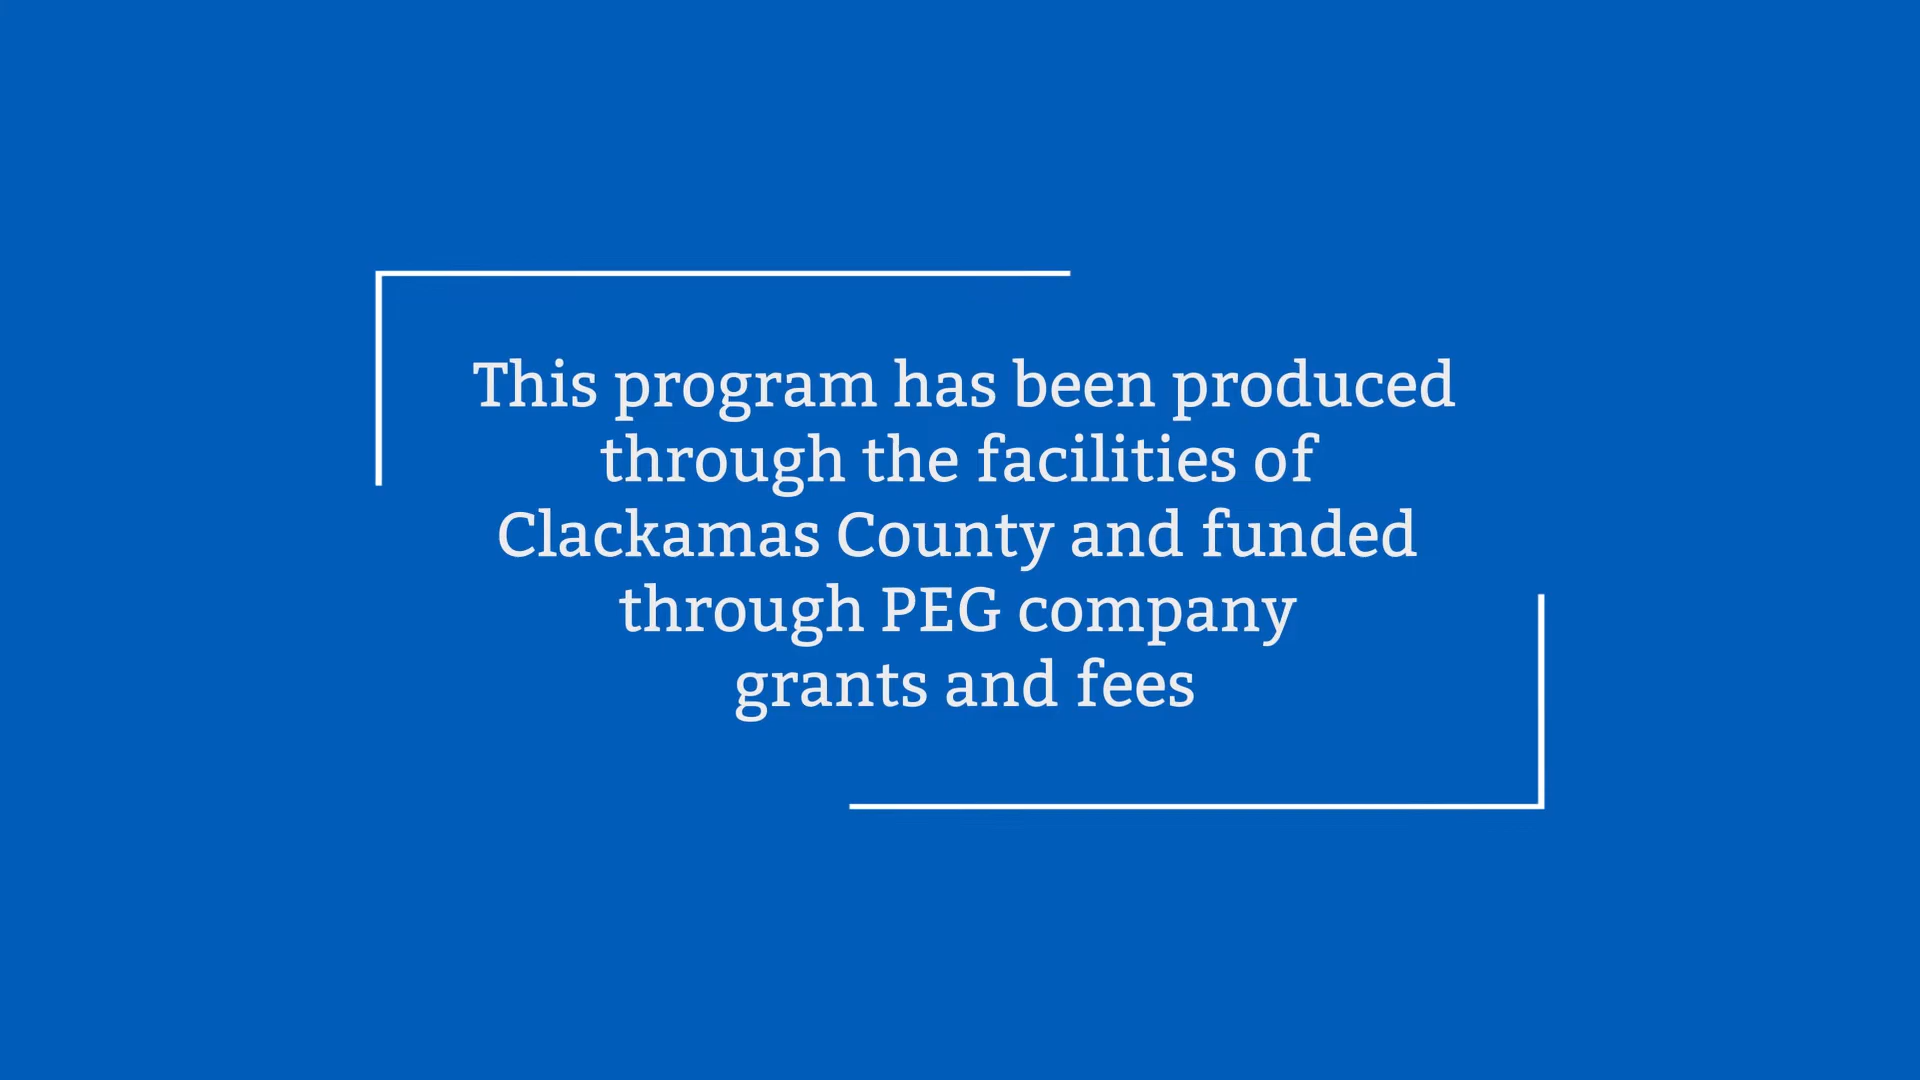 This program has been produced
through the facilities of
Clackamas County and funded
through PEG company
grants and fees